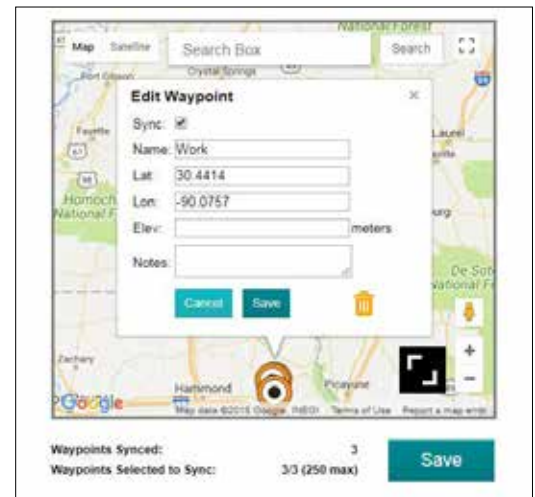 National Forest
Map Satellite Search Box Search
Port Gibson
Crystal Springs
Edit Waypoint ×
Sync: 
Fayette
Laurel
Name: Work
Lat: 30.4414
Homoch
National F
Lon: -90.0757
Elev: meters
Notes:
De Sot
National F
Cancel Save
Zachary
Hammond
Picayune
Google
Map data ©2015 Google, INEGI Terms of Use Report a map error
Waypoints Synced: 3
Waypoints Selected to Sync: 3/3 (250 max)
Save